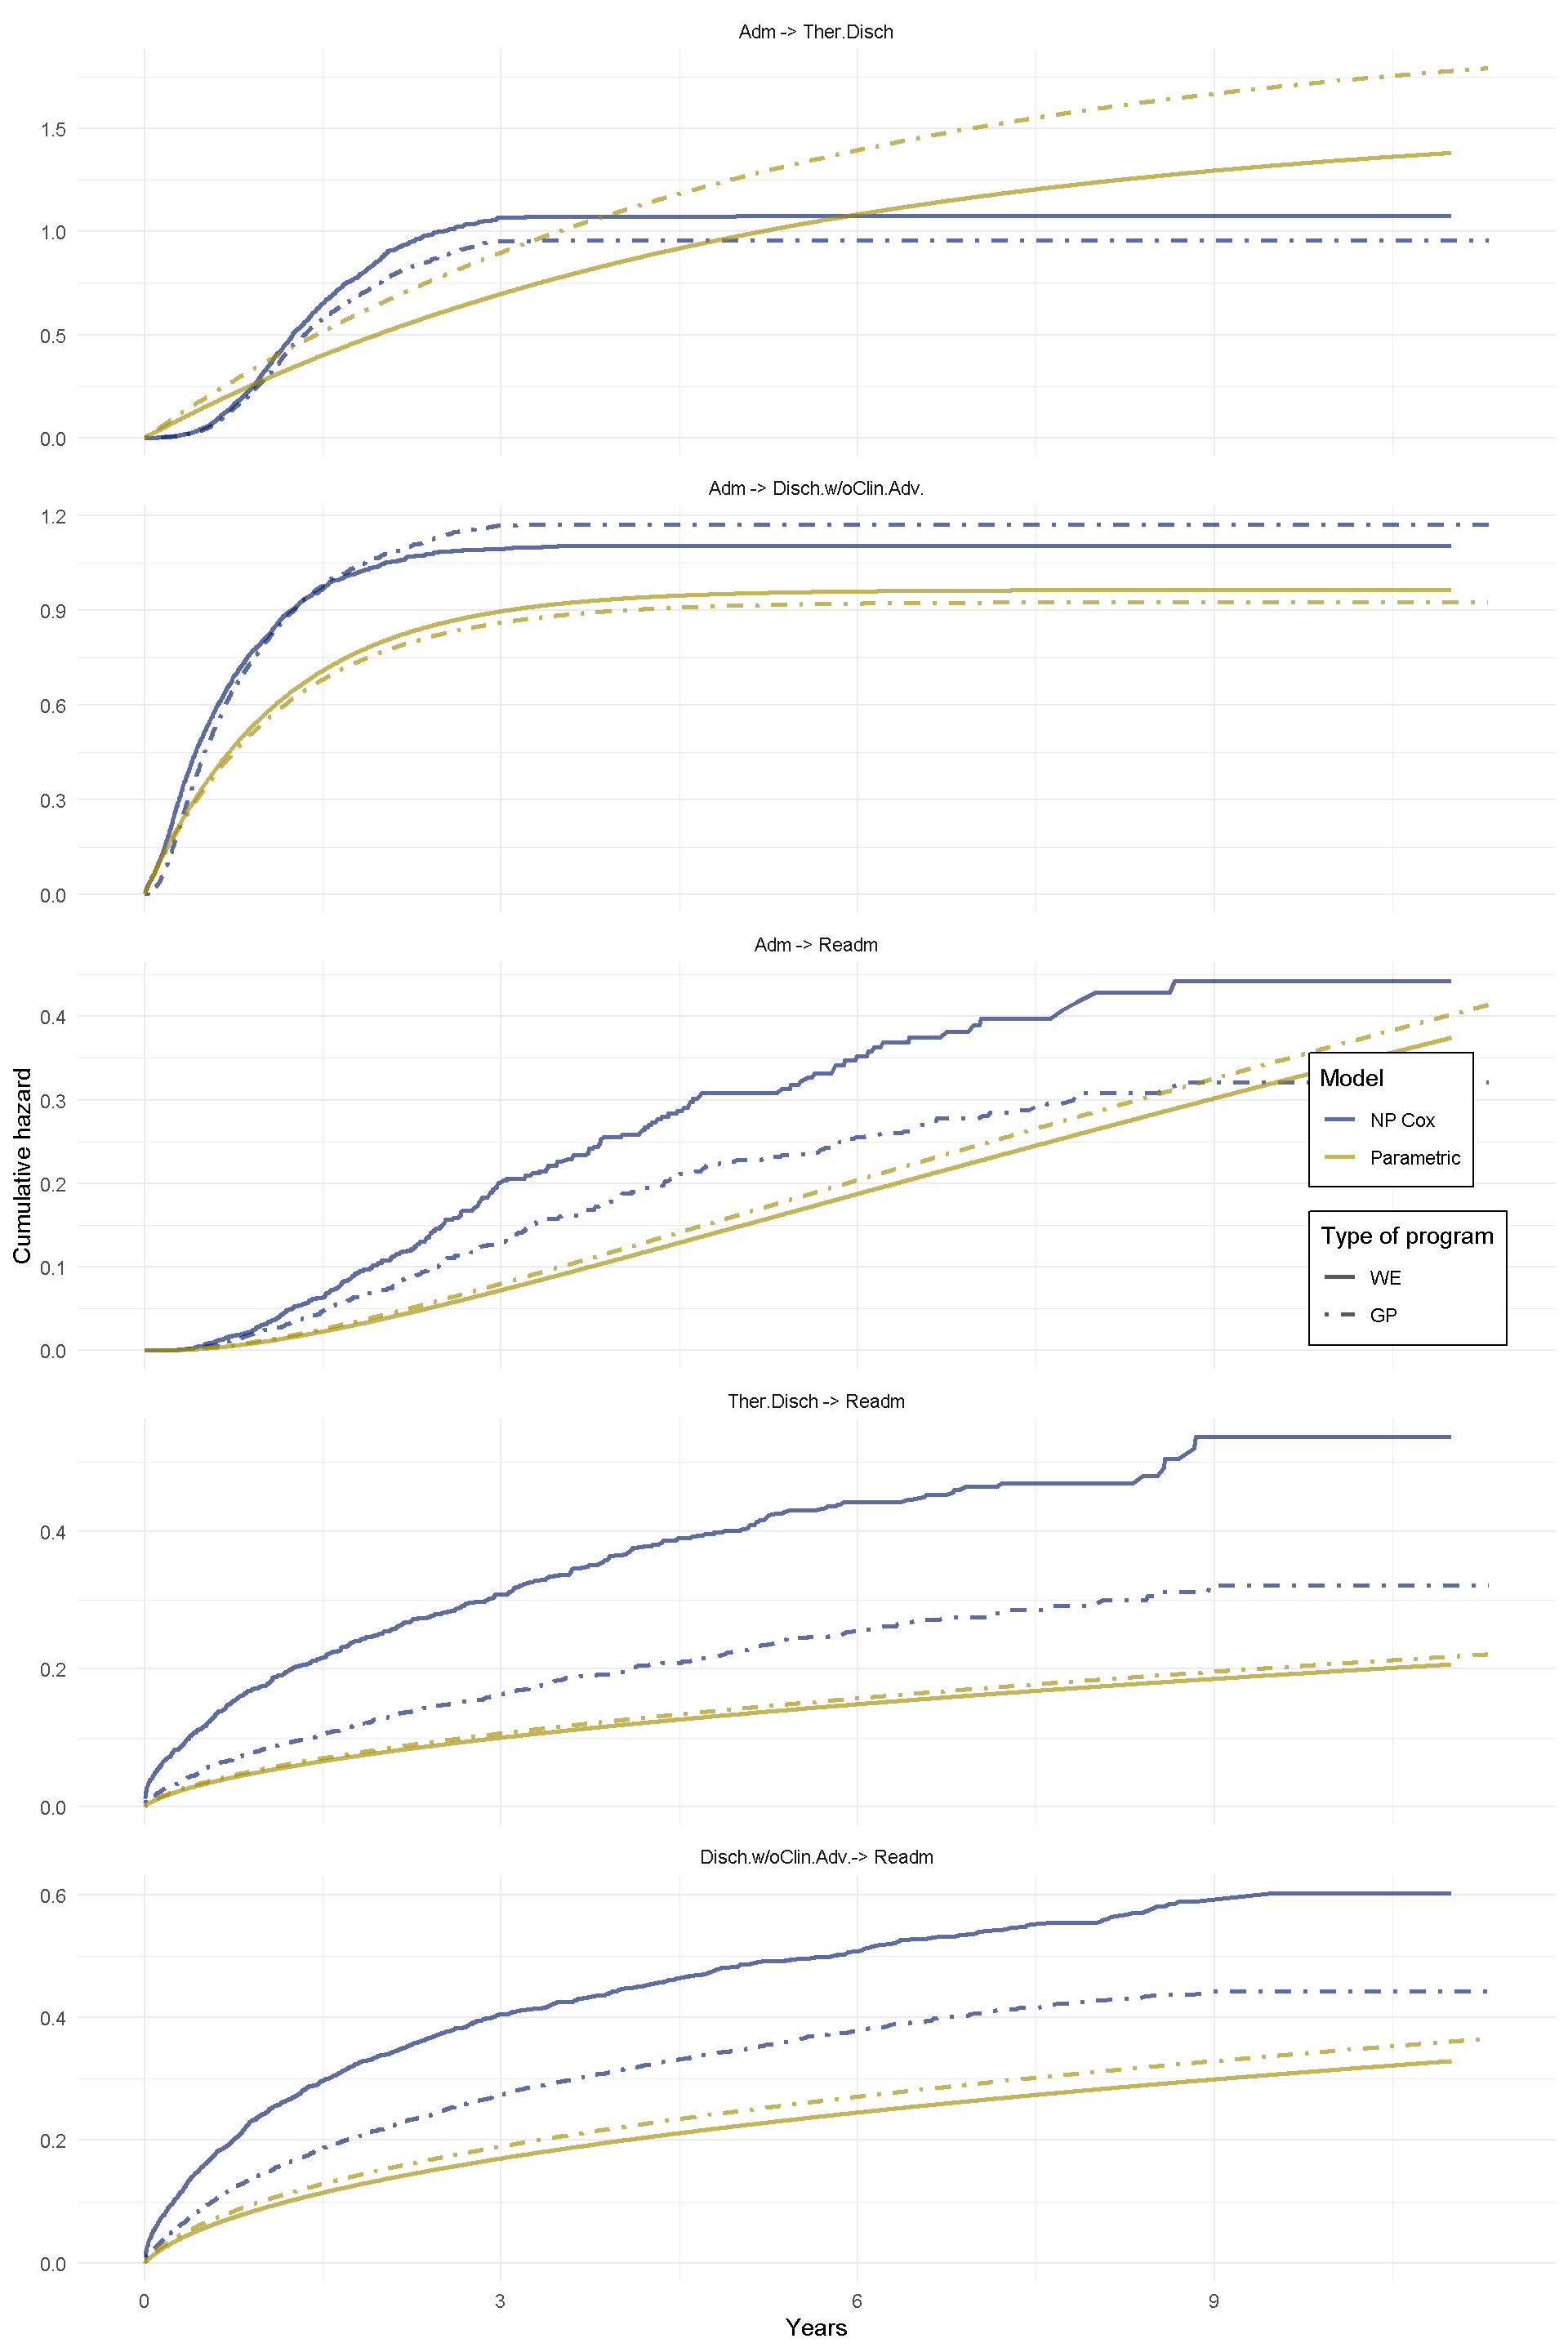 Adm -> Ther.Disch
1.5
1.0
0.5
0.0
Adm -> Disch.w/oClin.Adv.
1.2
0.9
0.6
0.3
0.0
Adm -> Readm
0.4
0.3
0.2
0.1
0.0
Cumulative hazard
Model
NP Cox
Parametric
Type of program
WE
GP
Ther.Disch -> Readm
0.4
0.2
0.0
Disch.w/oClin.Adv.-> Readm
0.6
0.4
0.2
0.0
0 3 6 9
Years